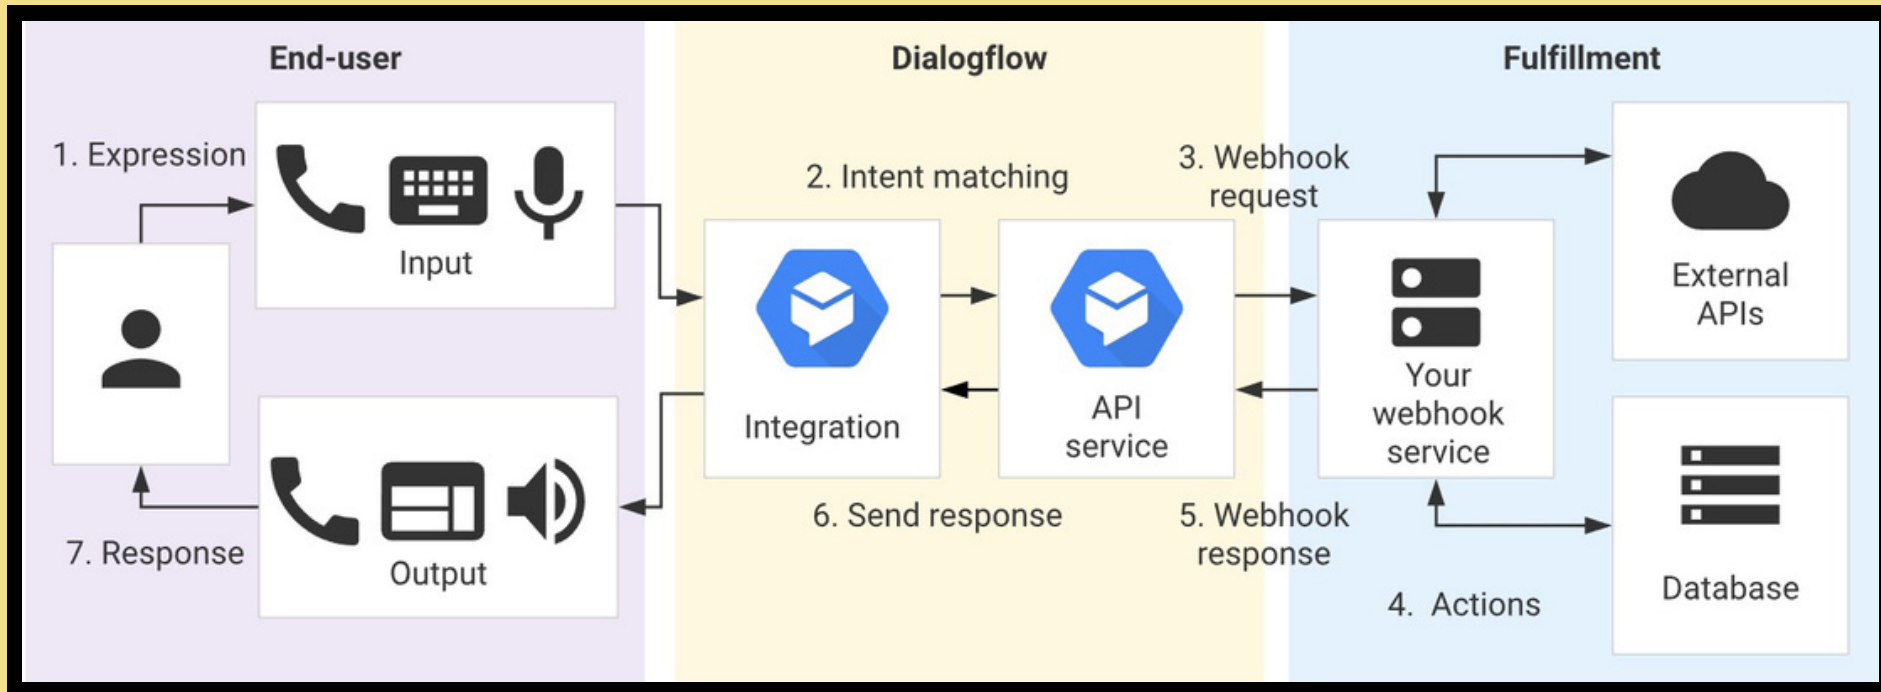 End-user
Dialogflow
Fulfillment
1. Expression
Input
2. Intent matching
3. Webhook
request
External
APIs
Integration
API
service
Your
webhook
service
7. Response
Output
6. Send response
5. Webhook
response
4. Actions
Database